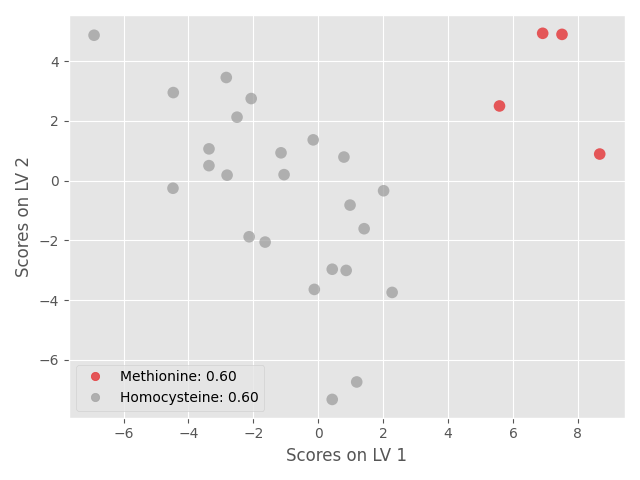 4
2
0
−2
−4
−6
Scores on LV 2
Methionine: 0.60
Homocysteine: 0.60
−6 −4 −2 0 2 4 6 8
Scores on LV 1